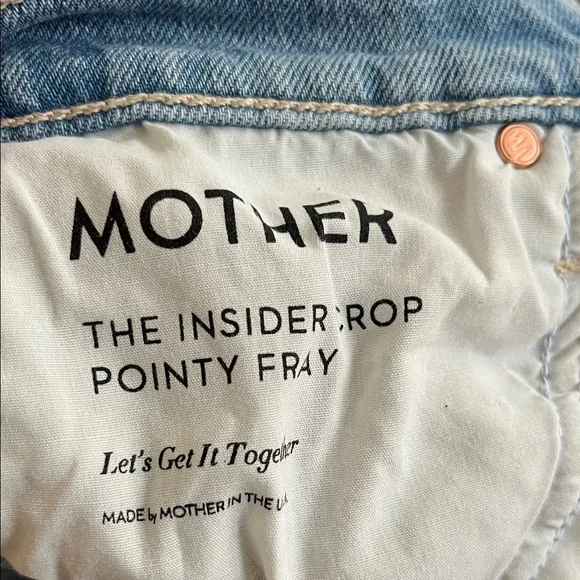 MOTHER
THE INSIDER CROP
POINTY FRAY
Let's Get It Together
MADE by MOTHER IN THE